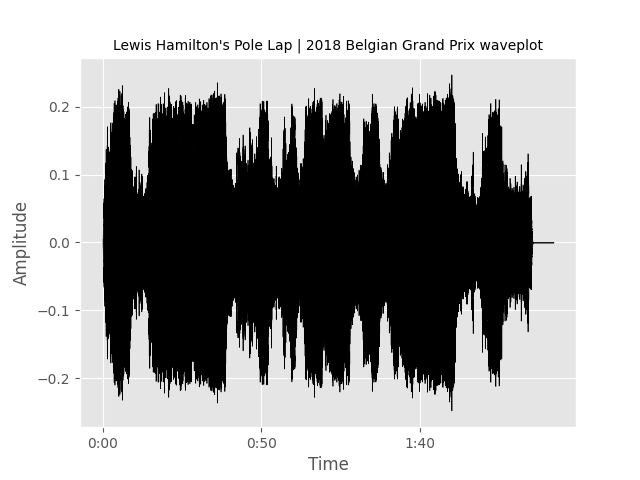 Lewis Hamilton's Pole Lap | 2018 Belgian Grand Prix waveplot
0.2
0.1
0.0
−0.1
−0.2
Amplitude
0:00 0:50 1:40
Time